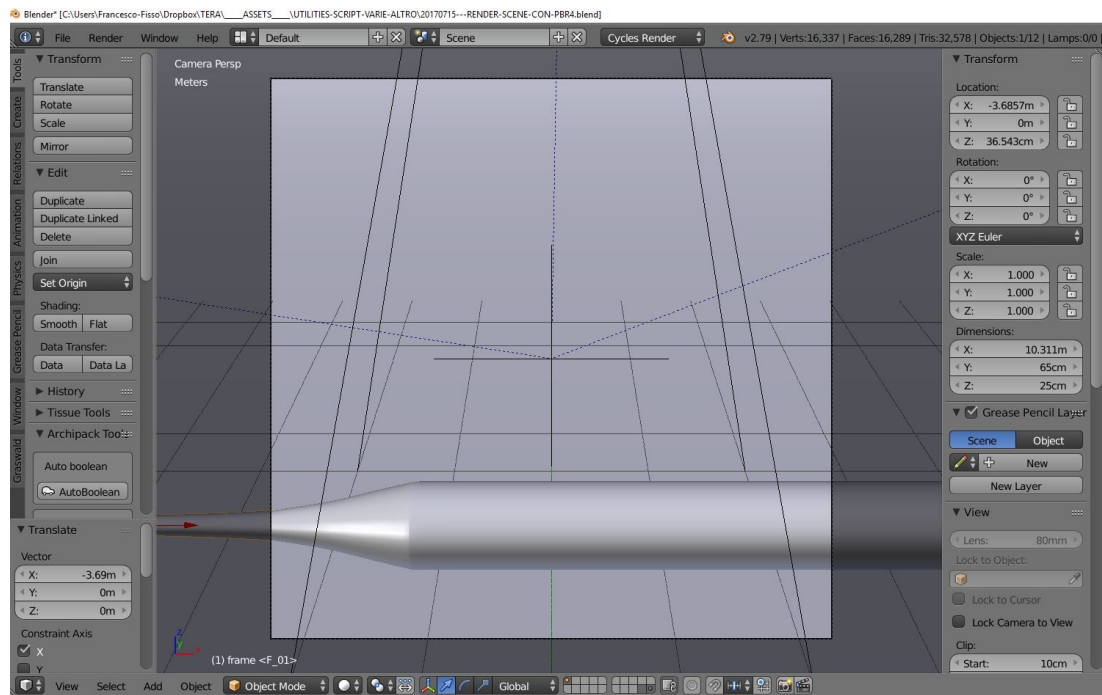 Blender* [C:\Users\Francesco-Fisso\Dropbox\TERA\____ASSETS____\UTILITIES-SCRIPT-VARIE-ALTRO\20170715---RENDER-SCENE-CON-PBR4.blend]
File Render Window Help Default Scene Cycles Render v2.79 | Verts:16,337 | Faces:16,289 | Tris:32,578 | Objects:1/12 | Lamps:0/0
Tools
Create
Relations
Animation
Physics
Grease Pencil
Window
Graswald
Transform
Translate
Rotate
Scale
Mirror
Edit
Duplicate
Duplicate Linked
Delete
Join
Set Origin
Shading:
Smooth Flat
Data Transfer:
Data Data La
History
Tissue Tools
Archipack Tools
Auto boolean
AutoBoolean
Translate
Vector
X: -3.69m
Y: 0m
Z: 0m
Constraint Axis
X
Y
Camera Persp
Meters
z
y
x
(1) frame <F_01>
Transform
Location:
X: -3.6857m
Y: 0m
Z: 36.543cm
Rotation:
X: 0°
Y: 0°
Z: 0°
XYZ Euler
Scale:
X: 1.000
Y: 1.000
Z: 1.000
Dimensions:
X: 10.311m
Y: 65cm
Z: 25cm
Grease Pencil Layer
Scene Object
New
New Layer
View
Lens: 80mm
Lock to Object:
Lock to Cursor
Lock Camera to View
Clip:
Start: 10cm
View Select Add Object Object Mode Global